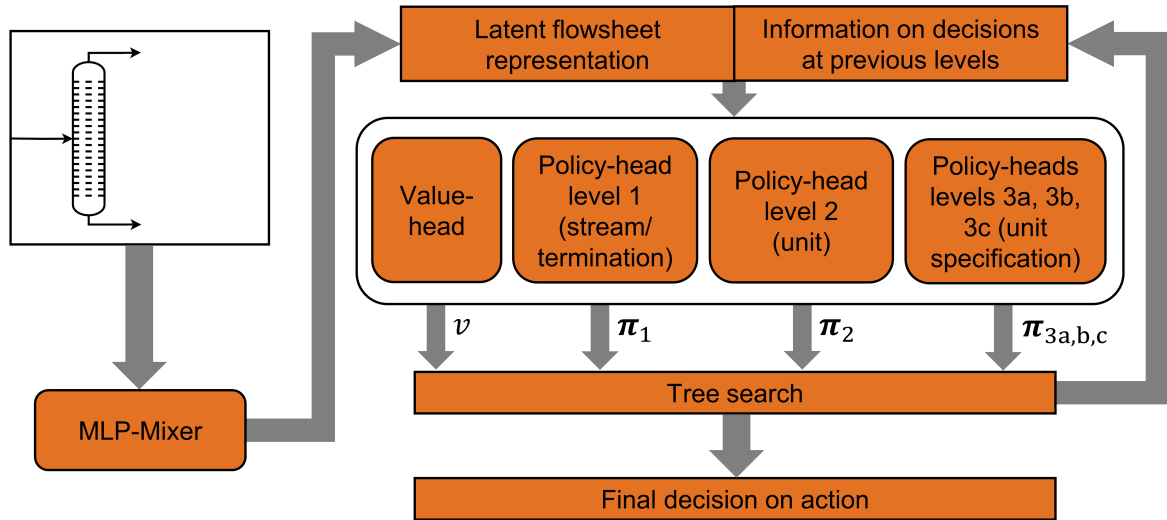 Latent flowsheet
representation
Information on decisions
at previous levels
Value-
head
Policy-head
level 1
(stream/
termination)
Policy-head
level 2
(unit)
Policy-heads
levels 3a, 3b,
3c (unit
specification)
v
π1
π2
π3a,b,c
Tree search
MLP-Mixer
Final decision on action